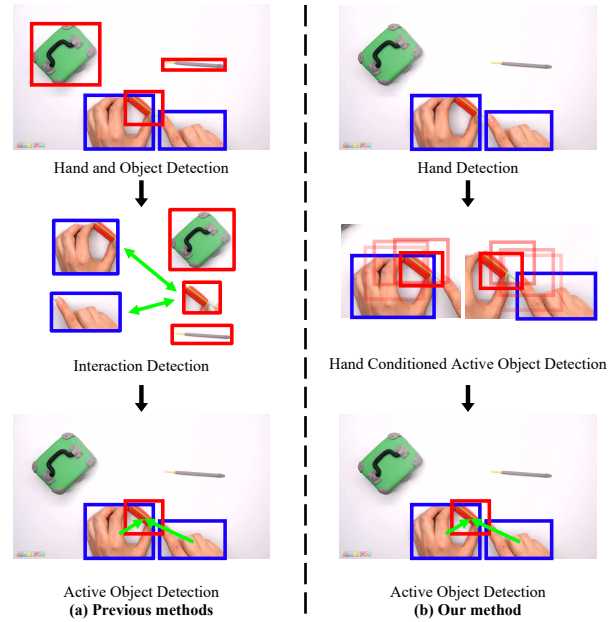 Hand and Object Detection
Interaction Detection
Active Object Detection
(a) Previous methods
Hand Detection
Hand Conditioned Active Object Detection
Active Object Detection
(b) Our method